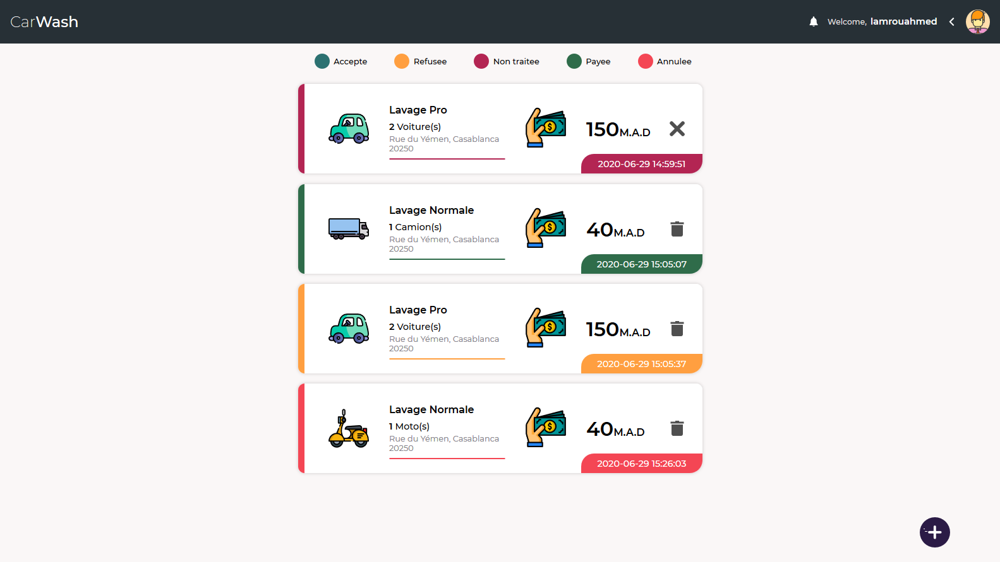 CarWash
Welcome, lamrouahmed
Accepte
Refusee
Non traitee
Payee
Annulee
Lavage Pro
2 Voiture(s)
Rue du Yémen, Casablanca
20250
150M.A.D
2020-06-29 14:59:51
Lavage Normale
1 Camion(s)
Rue du Yémen, Casablanca
20250
40M.A.D
2020-06-29 15:05:07
Lavage Pro
2 Voiture(s)
Rue du Yémen, Casablanca
20250
150M.A.D
2020-06-29 15:05:37
Lavage Normale
1 Moto(s)
Rue du Yémen, Casablanca
20250
40M.A.D
2020-06-29 15:26:03